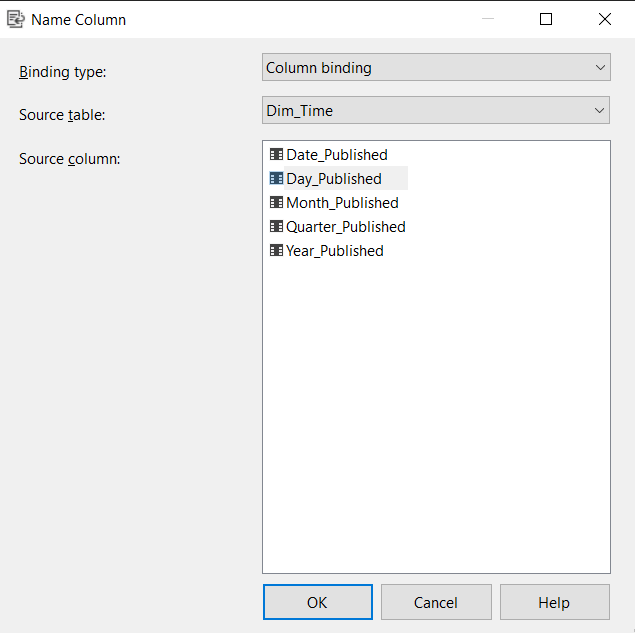 Name Column
Binding type:
Column binding
Source table:
Dim_Time
Source column:
Date_Published
Day_Published
Month_Published
Quarter_Published
Year_Published
OK
Cancel
Help